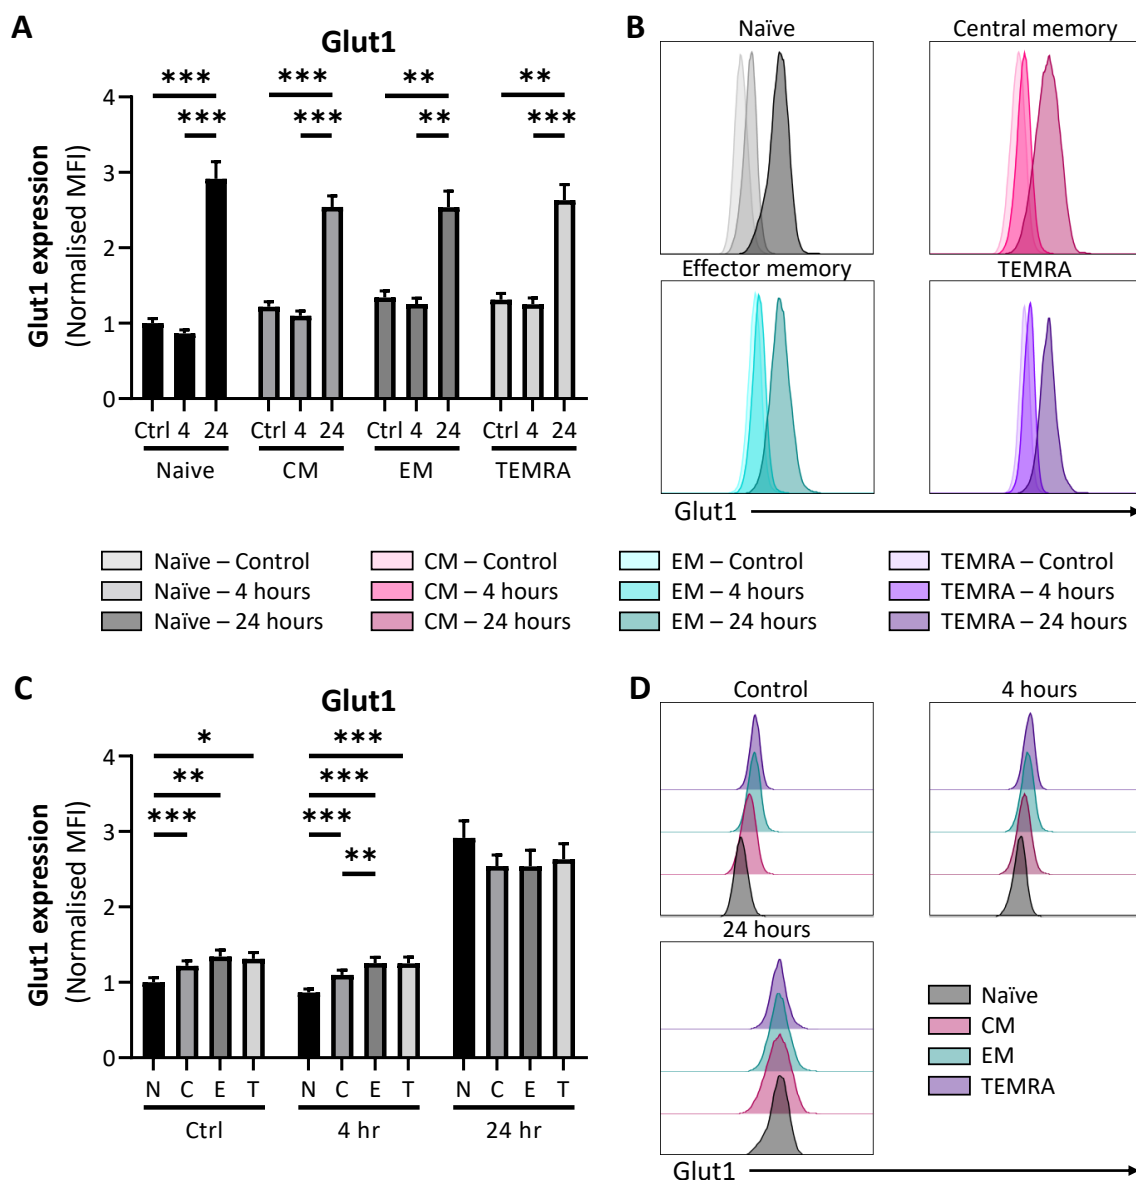 A
Glut1
Glut1 expression
(Normalised MFI)
4
3
2
1
0
*** *** ** **
*** *** ** ***
Ctrl 4 24 Ctrl 4 24 Ctrl 4 24 Ctrl 4 24
Naive CM EM TEMRA
B
Naïve Central memory
Effector memory TEMRA
Glut1
Naïve – Control CM – Control EM – Control TEMRA – Control
Naïve – 4 hours CM – 4 hours EM – 4 hours TEMRA – 4 hours
Naïve – 24 hours CM – 24 hours EM – 24 hours TEMRA – 24 hours
C
Glut1
Glut1 expression
(Normalised MFI)
4
3
2
1
0
* ***
** ***
*** ***
**
N C E T N C E T N C E T
Ctrl 4 hr 24 hr
D
Control 4 hours
24 hours
Naïve
CM
EM
TEMRA
Glut1